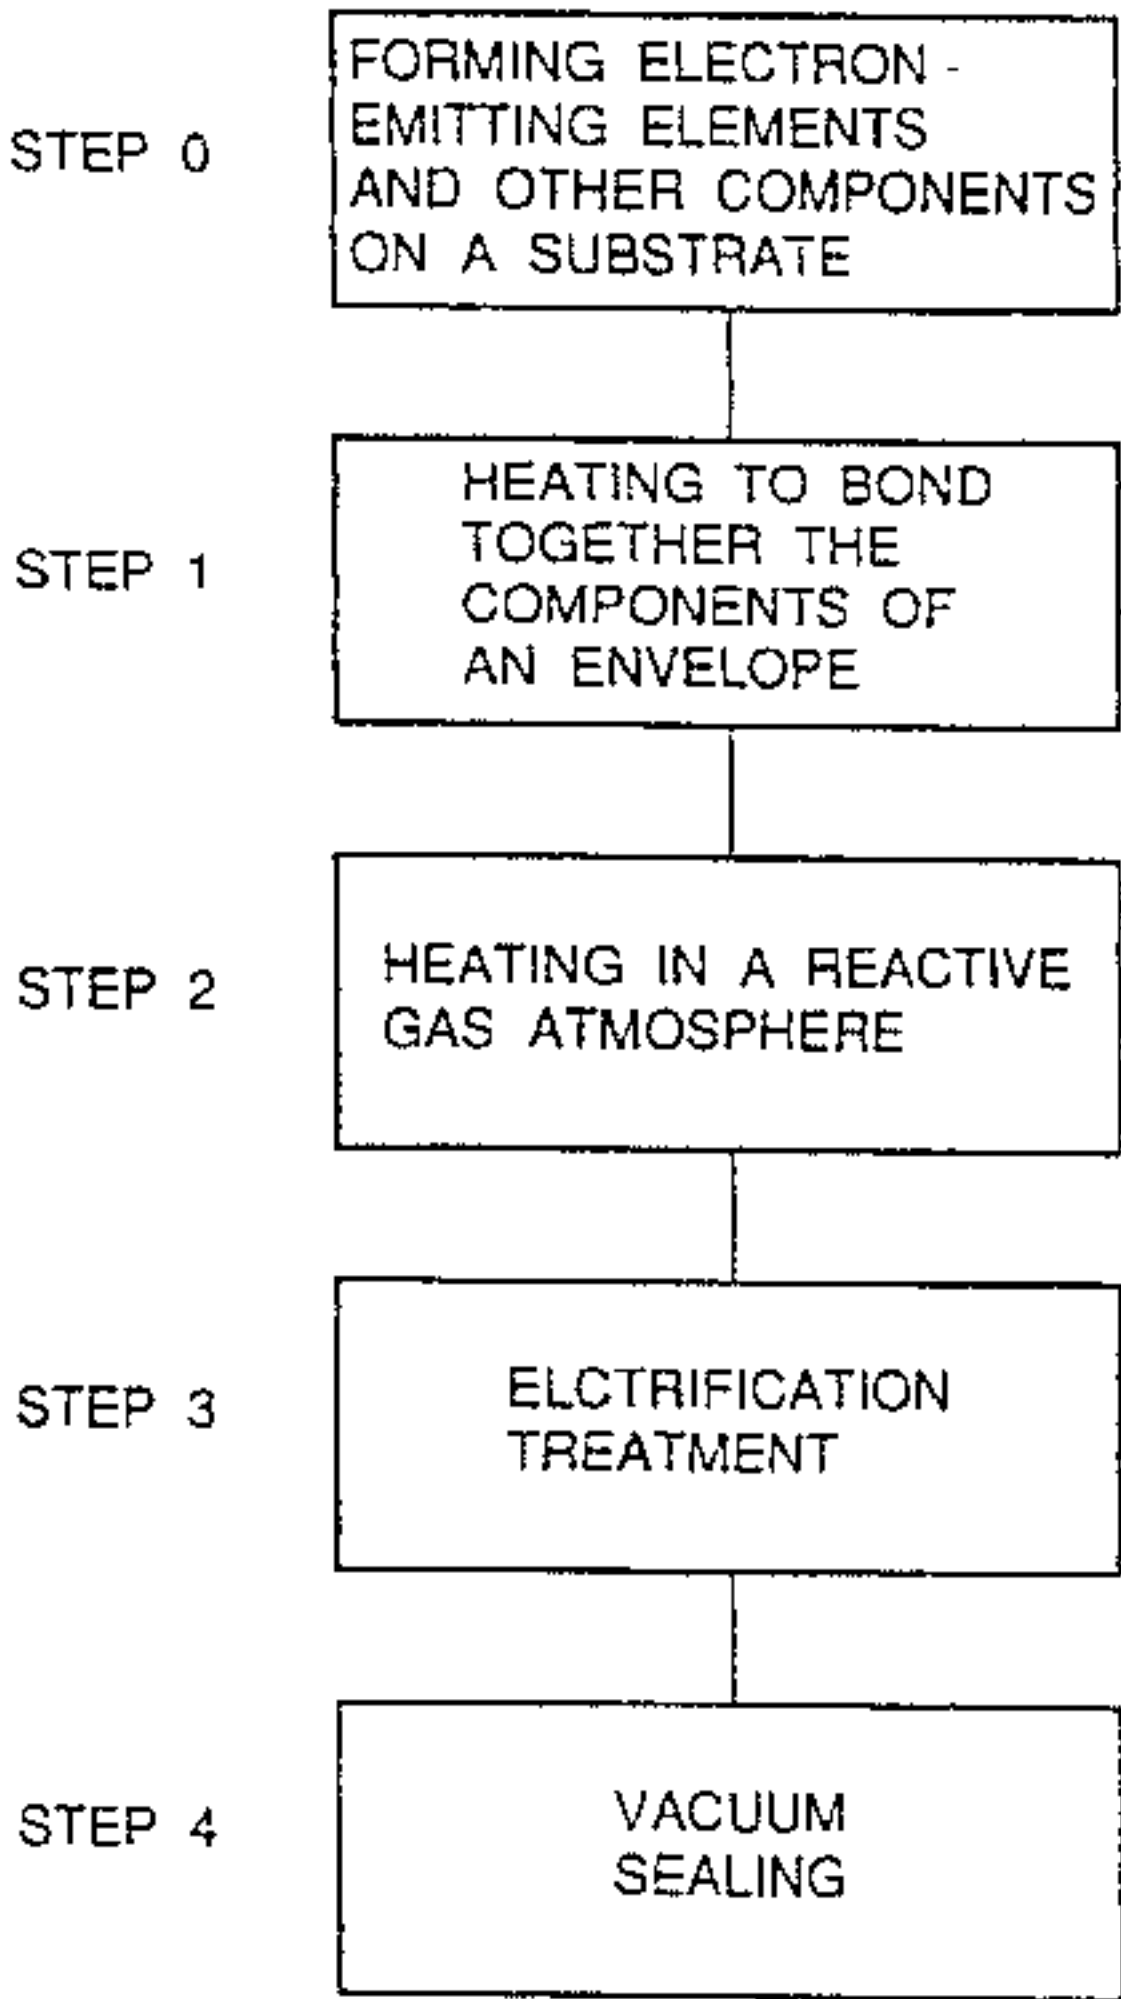 STEP 0
FORMING ELECTRON-
EMITTING ELEMENTS
AND OTHER COMPONENTS
ON A SUBSTRATE
STEP 1
HEATING TO BOND
TOGETHER THE
COMPONENTS OF
AN ENVELOPE
STEP 2
HEATING IN A REACTIVE
GAS ATMOSPHERE
STEP 3
ELCTRIFICATION
TREATMENT
STEP 4
VACUUM
SEALING